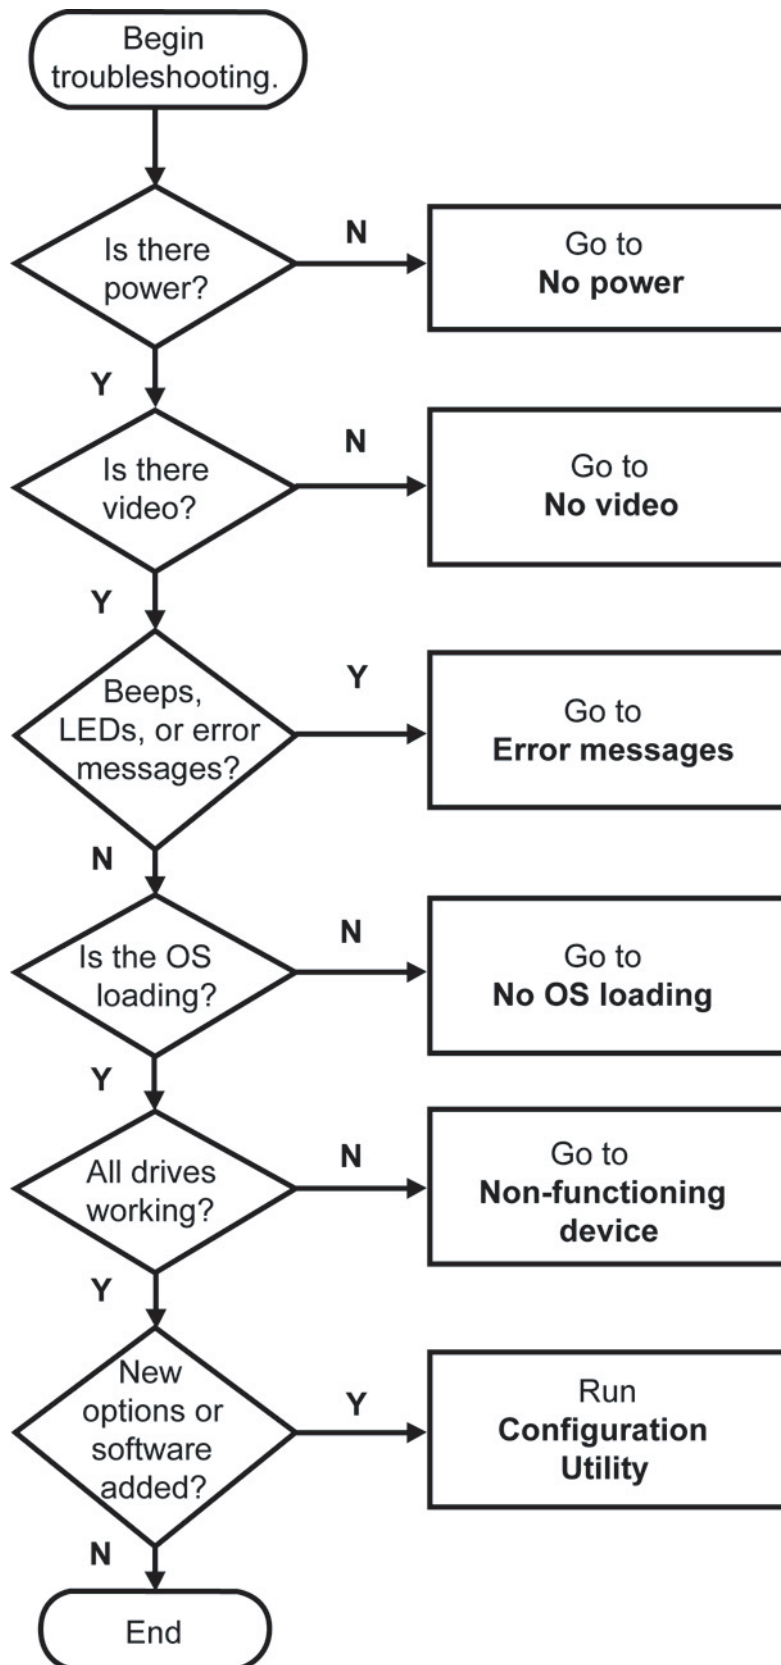 Begin
troubleshooting.
Is there
power?
N
Go to
No power
Y
Is there
video?
N
Go to
No video
Y
Beeps,
LEDs, or error
messages?
Y
Go to
Error messages
N
Is the OS
loading?
N
Go to
No OS loading
Y
All drives
working?
N
Go to
Non-functioning
device
Y
New
options or
software
added?
Y
Run
Configuration
Utility
N
End